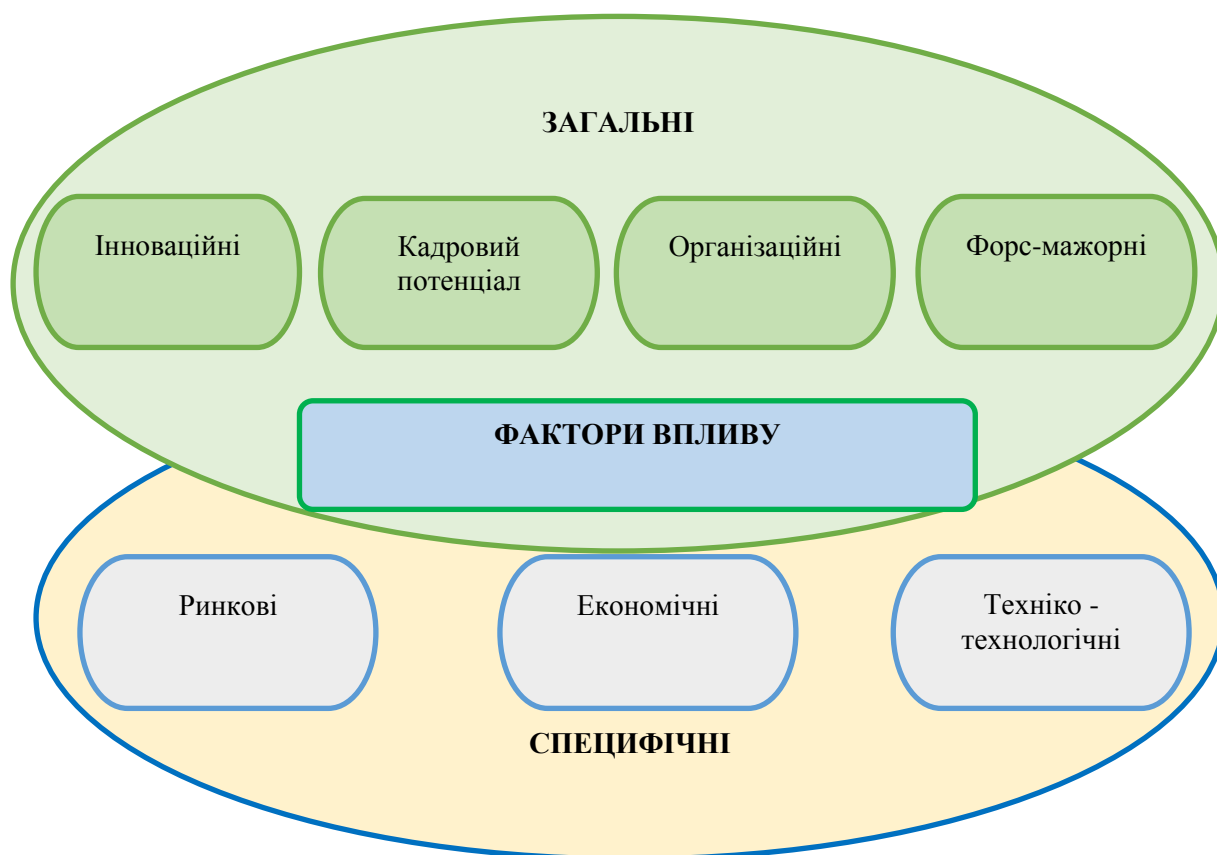 ЗАГАЛЬНІ
Інноваційні
Кадровий
потенціал
Організаційні
Форс-мажорні
ФАКТОРИ ВПЛИВУ
Ринкові
Економічні
Техніко -
технологічні
СПЕЦИФІЧНІ